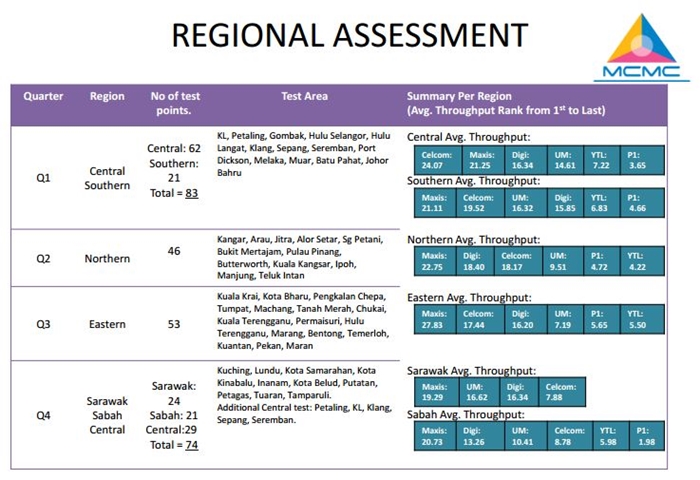 REGIONAL ASSESSMENT
MCMC
Quarter
Region
No of test
points.
Test Area
Summary Per Region
(Avg. Throughput Rank from 1st to Last)
Q1
Central
Southern
Central: 62
Southern:
21
Total = 83
KL, Petaling, Gombak, Hulu Selangor, Hulu
Langat, Klang, Sepang, Seremban, Port
Dickson, Melaka, Muar, Batu Pahat, Johor
Bahru
Central Avg. Throughput:
Celcom: Maxis: Digi: UM: YTL: P1:
24.07 21.25 16.34 14.61 7.22 3.65
Southern Avg. Throughput:
Maxis: Celcom: UM: Digi: YTL: P1:
21.11 19.52 16.32 15.85 6.83 4.66
Q2
Northern
46
Kangar, Arau, Jitra, Alor Setar, Sg Petani,
Bukit Mertajam, Pulau Pinang,
Butterworth, Kuala Kangsar, Ipoh,
Manjung, Teluk Intan
Northern Avg. Throughput:
Maxis: Digi: Celcom: UM: P1: YTL:
22.75 18.40 18.17 9.51 4.72 4.22
Q3
Eastern
53
Kuala Krai, Kota Bharu, Pengkalan Chepa,
Tumpat, Machang, Tanah Merah, Chukai,
Kuala Terengganu, Permaisuri, Hulu
Terengganu, Marang, Bentong, Temerloh,
Kuantan, Pekan, Maran
Eastern Avg. Throughput:
Maxis: Celcom: Digi: UM: P1: YTL:
27.83 17.44 16.20 7.19 5.65 5.50
Q4
Sarawak
Sabah
Central
Sarawak:
24
Sabah: 21
Central:29
Total = 74
Kuching, Lundu, Kota Samarahan, Kota
Kinabalu, Inanam, Kota Belud, Putatan,
Petagas, Tuaran, Tamparuli.
Additional Central test: Petaling, KL, Klang,
Sepang, Seremban.
Sarawak Avg. Throughput:
Maxis: UM: Digi: Celcom:
19.29 16.62 16.34 7.88
Sabah Avg. Throughput:
Maxis: Digi: UM: Celcom: YTL: P1:
20.73 13.26 10.41 8.78 5.98 1.98